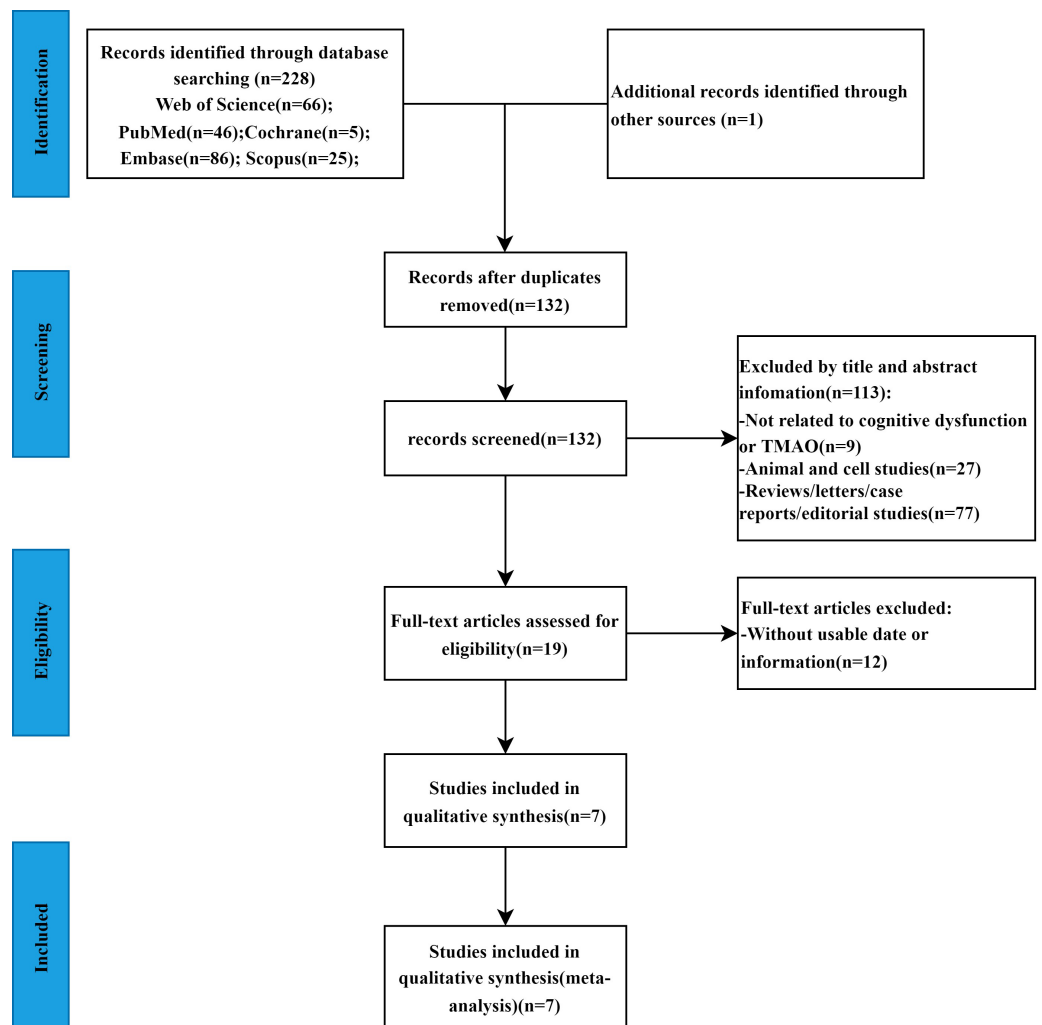 Identification
Records identified through database
searching (n=228)
Web of Science(n=66);
PubMed(n=46);Cochrane(n=5);
Embase(n=86); Scopus(n=25);
Additional records identified through
other sources (n=1)
Screening
Records after duplicates
removed(n=132)
records screened(n=132)
Excluded by title and abstract
infomation(n=113):
-Not related to cognitive dysfunction
or TMAO(n=9)
-Animal and cell studies(n=27)
-Reviews/letters/case
reports/editorial studies(n=77)
Eligibility
Full-text articles assessed for
eligibility(n=19)
Full-text articles excluded:
-Without usable date or
information(n=12)
Studies included in
qualitative synthesis(n=7)
Included
Studies included in
qualitative synthesis(meta-
analysis)(n=7)